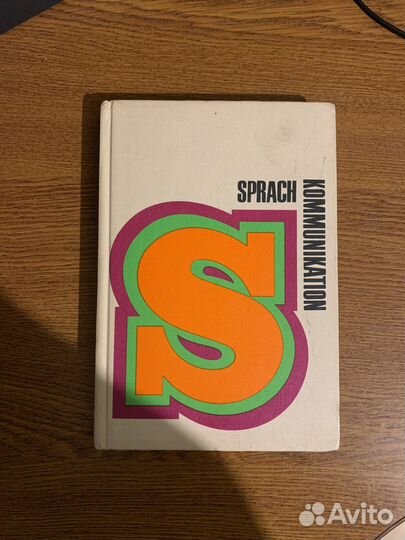 SPRACH
KOMMUNIKATION
S
Avito